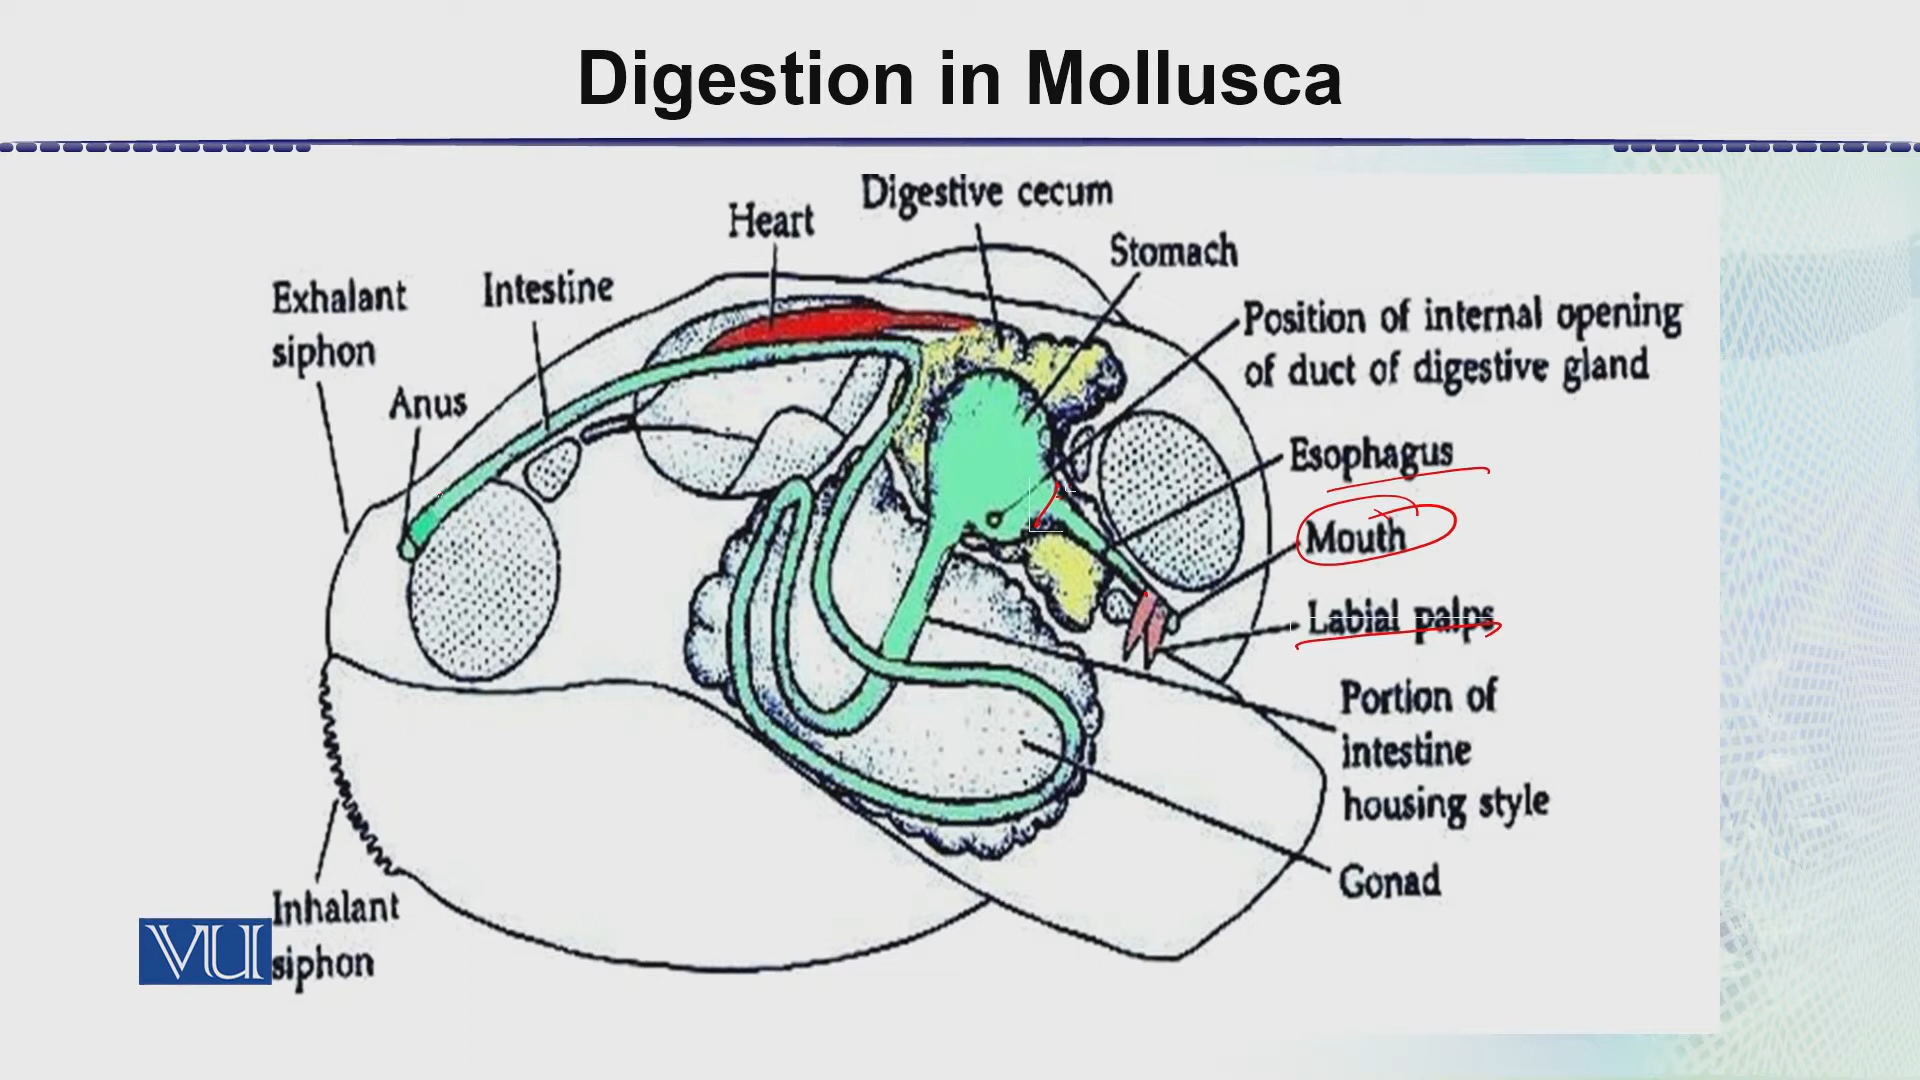 Digestion in Mollusca
Digestive cecum
Heart
Stomach
Exhalant
siphon
Intestine
Position of internal opening
of duct of digestive gland
Anus
Esophagus
Mouth
Labial palps
Portion of
intestine
housing style
Gonad
Inhalant
siphon
VU